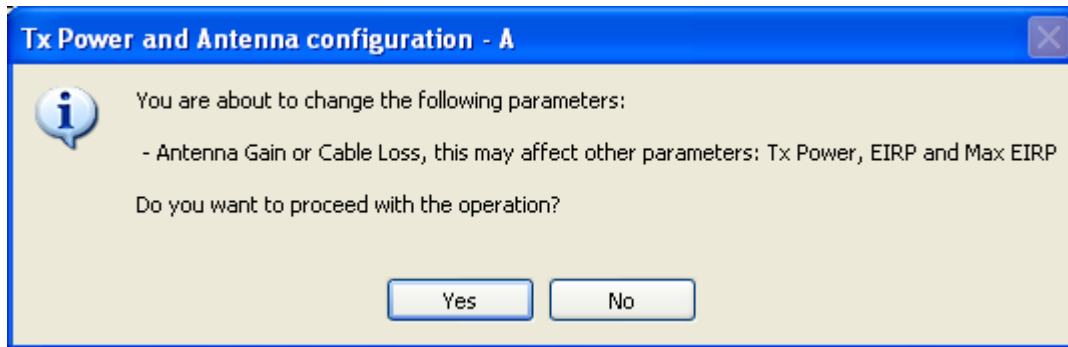 Tx Power and Antenna configuration - A
You are about to change the following parameters:
- Antenna Gain or Cable Loss, this may affect other parameters: Tx Power, EIRP and Max EIRP
Do you want to proceed with the operation?
Yes No